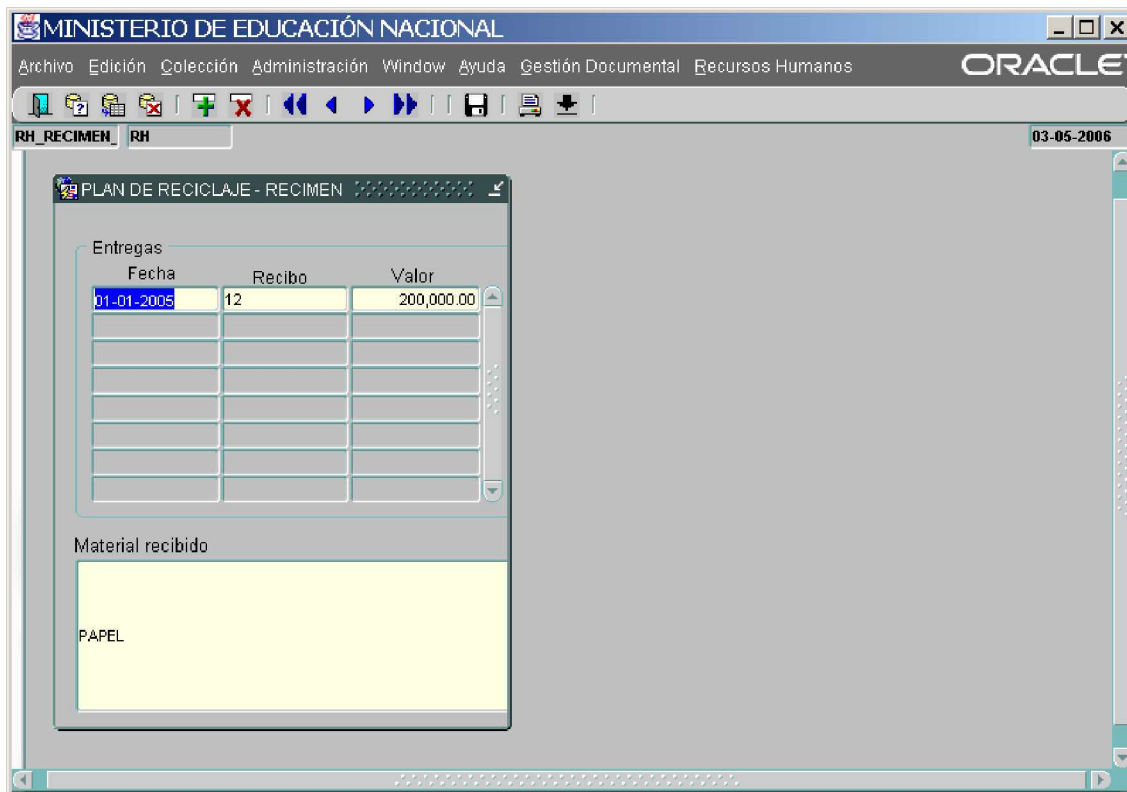 MINISTERIO DE EDUCACIÓN NACIONAL
Archivo Edición Colección Administración Window Ayuda Gestión Documental Recursos Humanos ORACLE
RH_RECIMEN_ RH 03-05-2006
PLAN DE RECICLAJE - RECIMEN
Entregas
Fecha Recibo Valor
01-01-2005 12 200,000.00
Material recibido
PAPEL